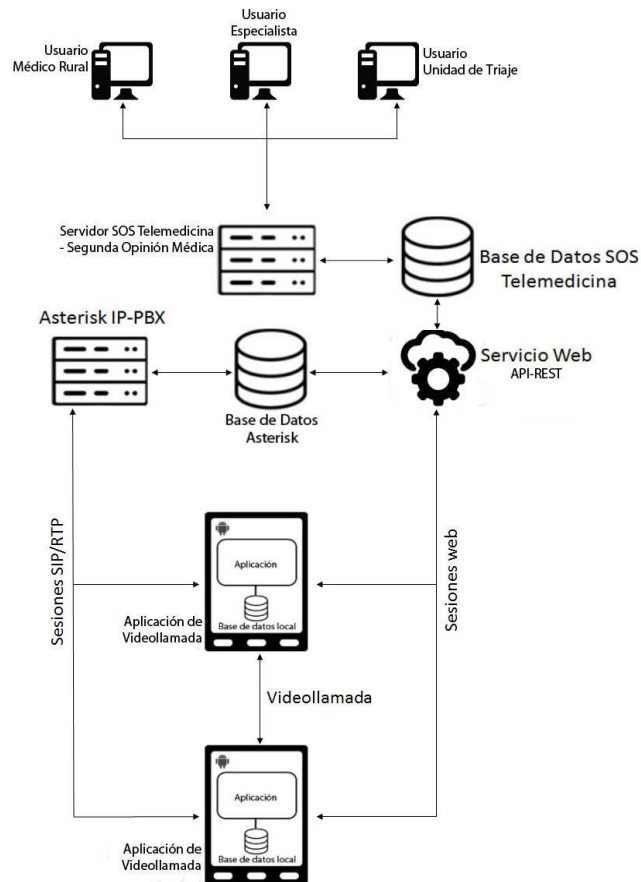 Usuario
Médico Rural
Usuario
Especialista
Usuario
Unidad de Triaje
Servidor SOS Telemedicina
- Segunda Opinión Médica
Base de Datos SOS
Telemedicina
Asterisk IP-PBX
Base de Datos
Asterisk
Servicio Web
API-REST
Sesiones SIP/RTP
Sesiones web
Aplicación
Base de datos local
Aplicación de
Videollamada
Videollamada
Aplicación
Base de datos local
Aplicación de
Videollamada